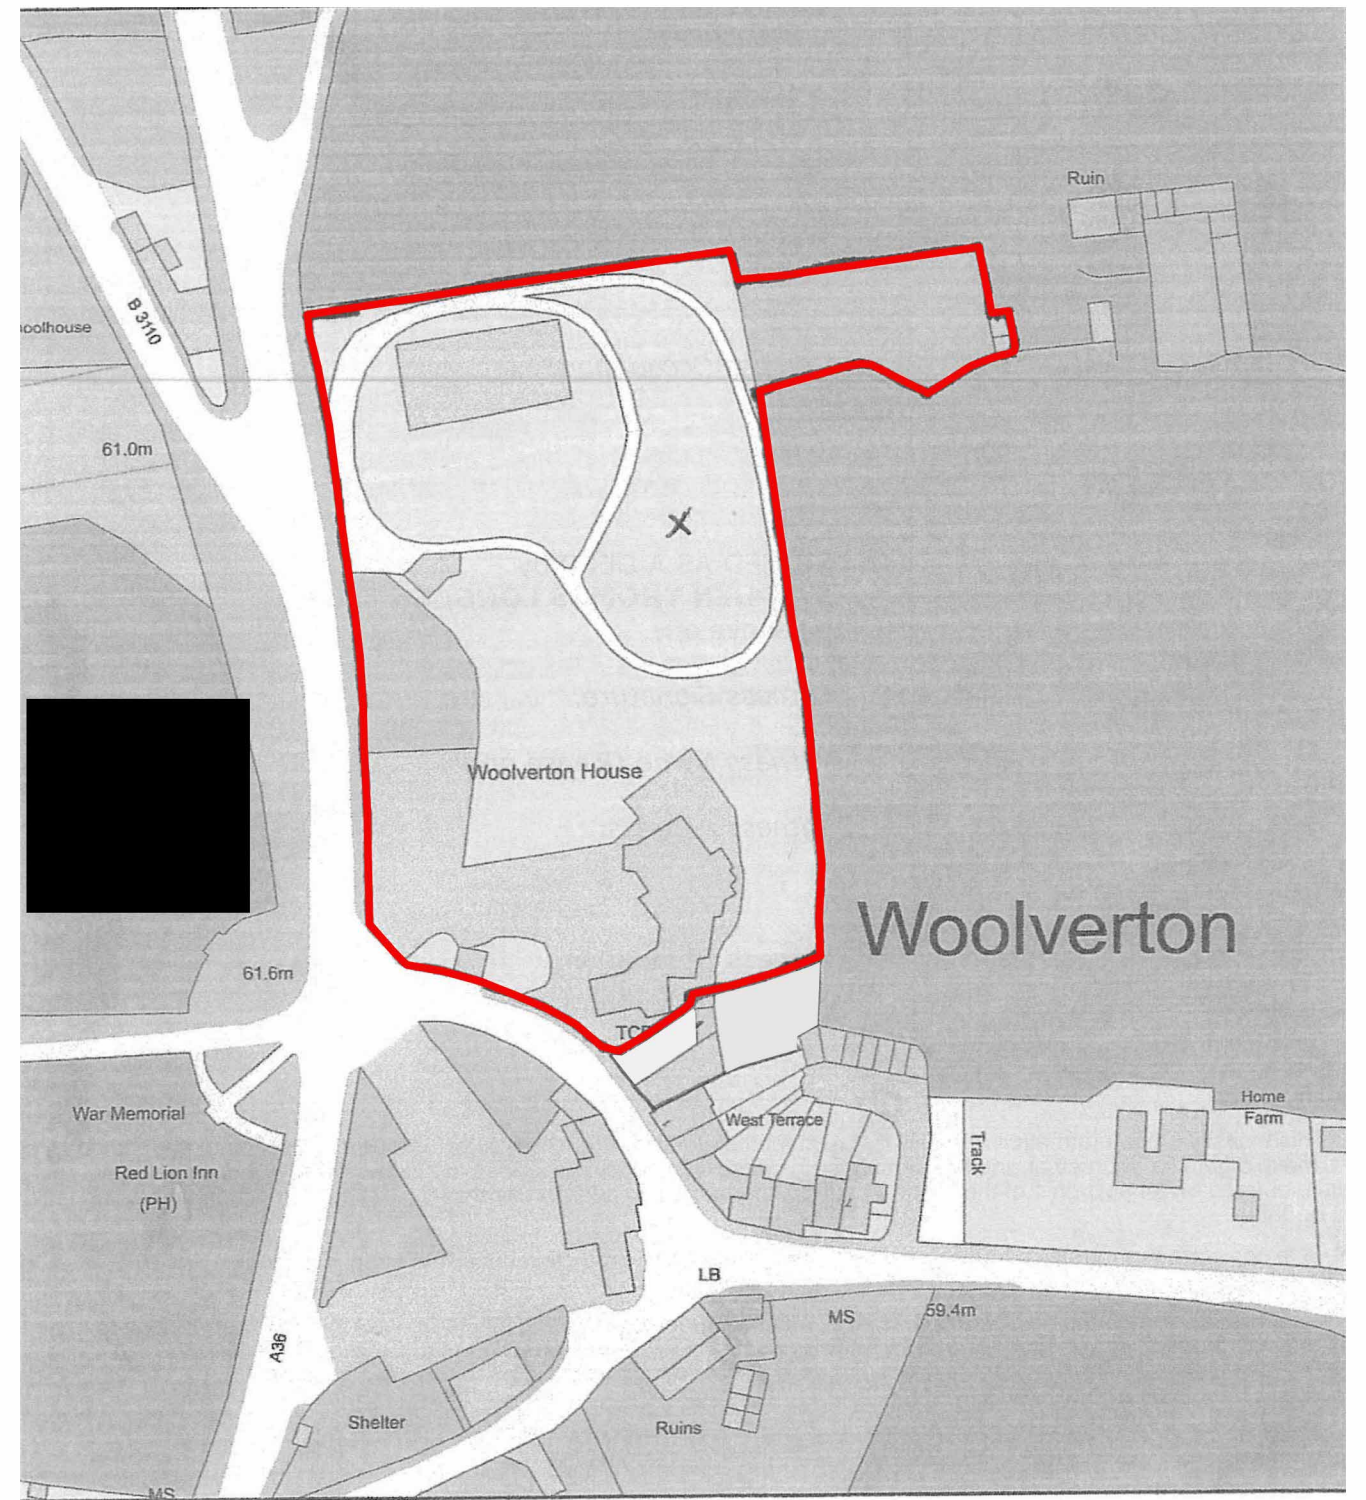 Ruin
B 3110
oolhouse
61.0m
Woolverton House
Woolverton
61.6m
War Memorial
Red Lion Inn
(PH)
West Terrace
Track
Home
Farm
LB
MS
59.4m
A36
Shelter
Ruins
MS